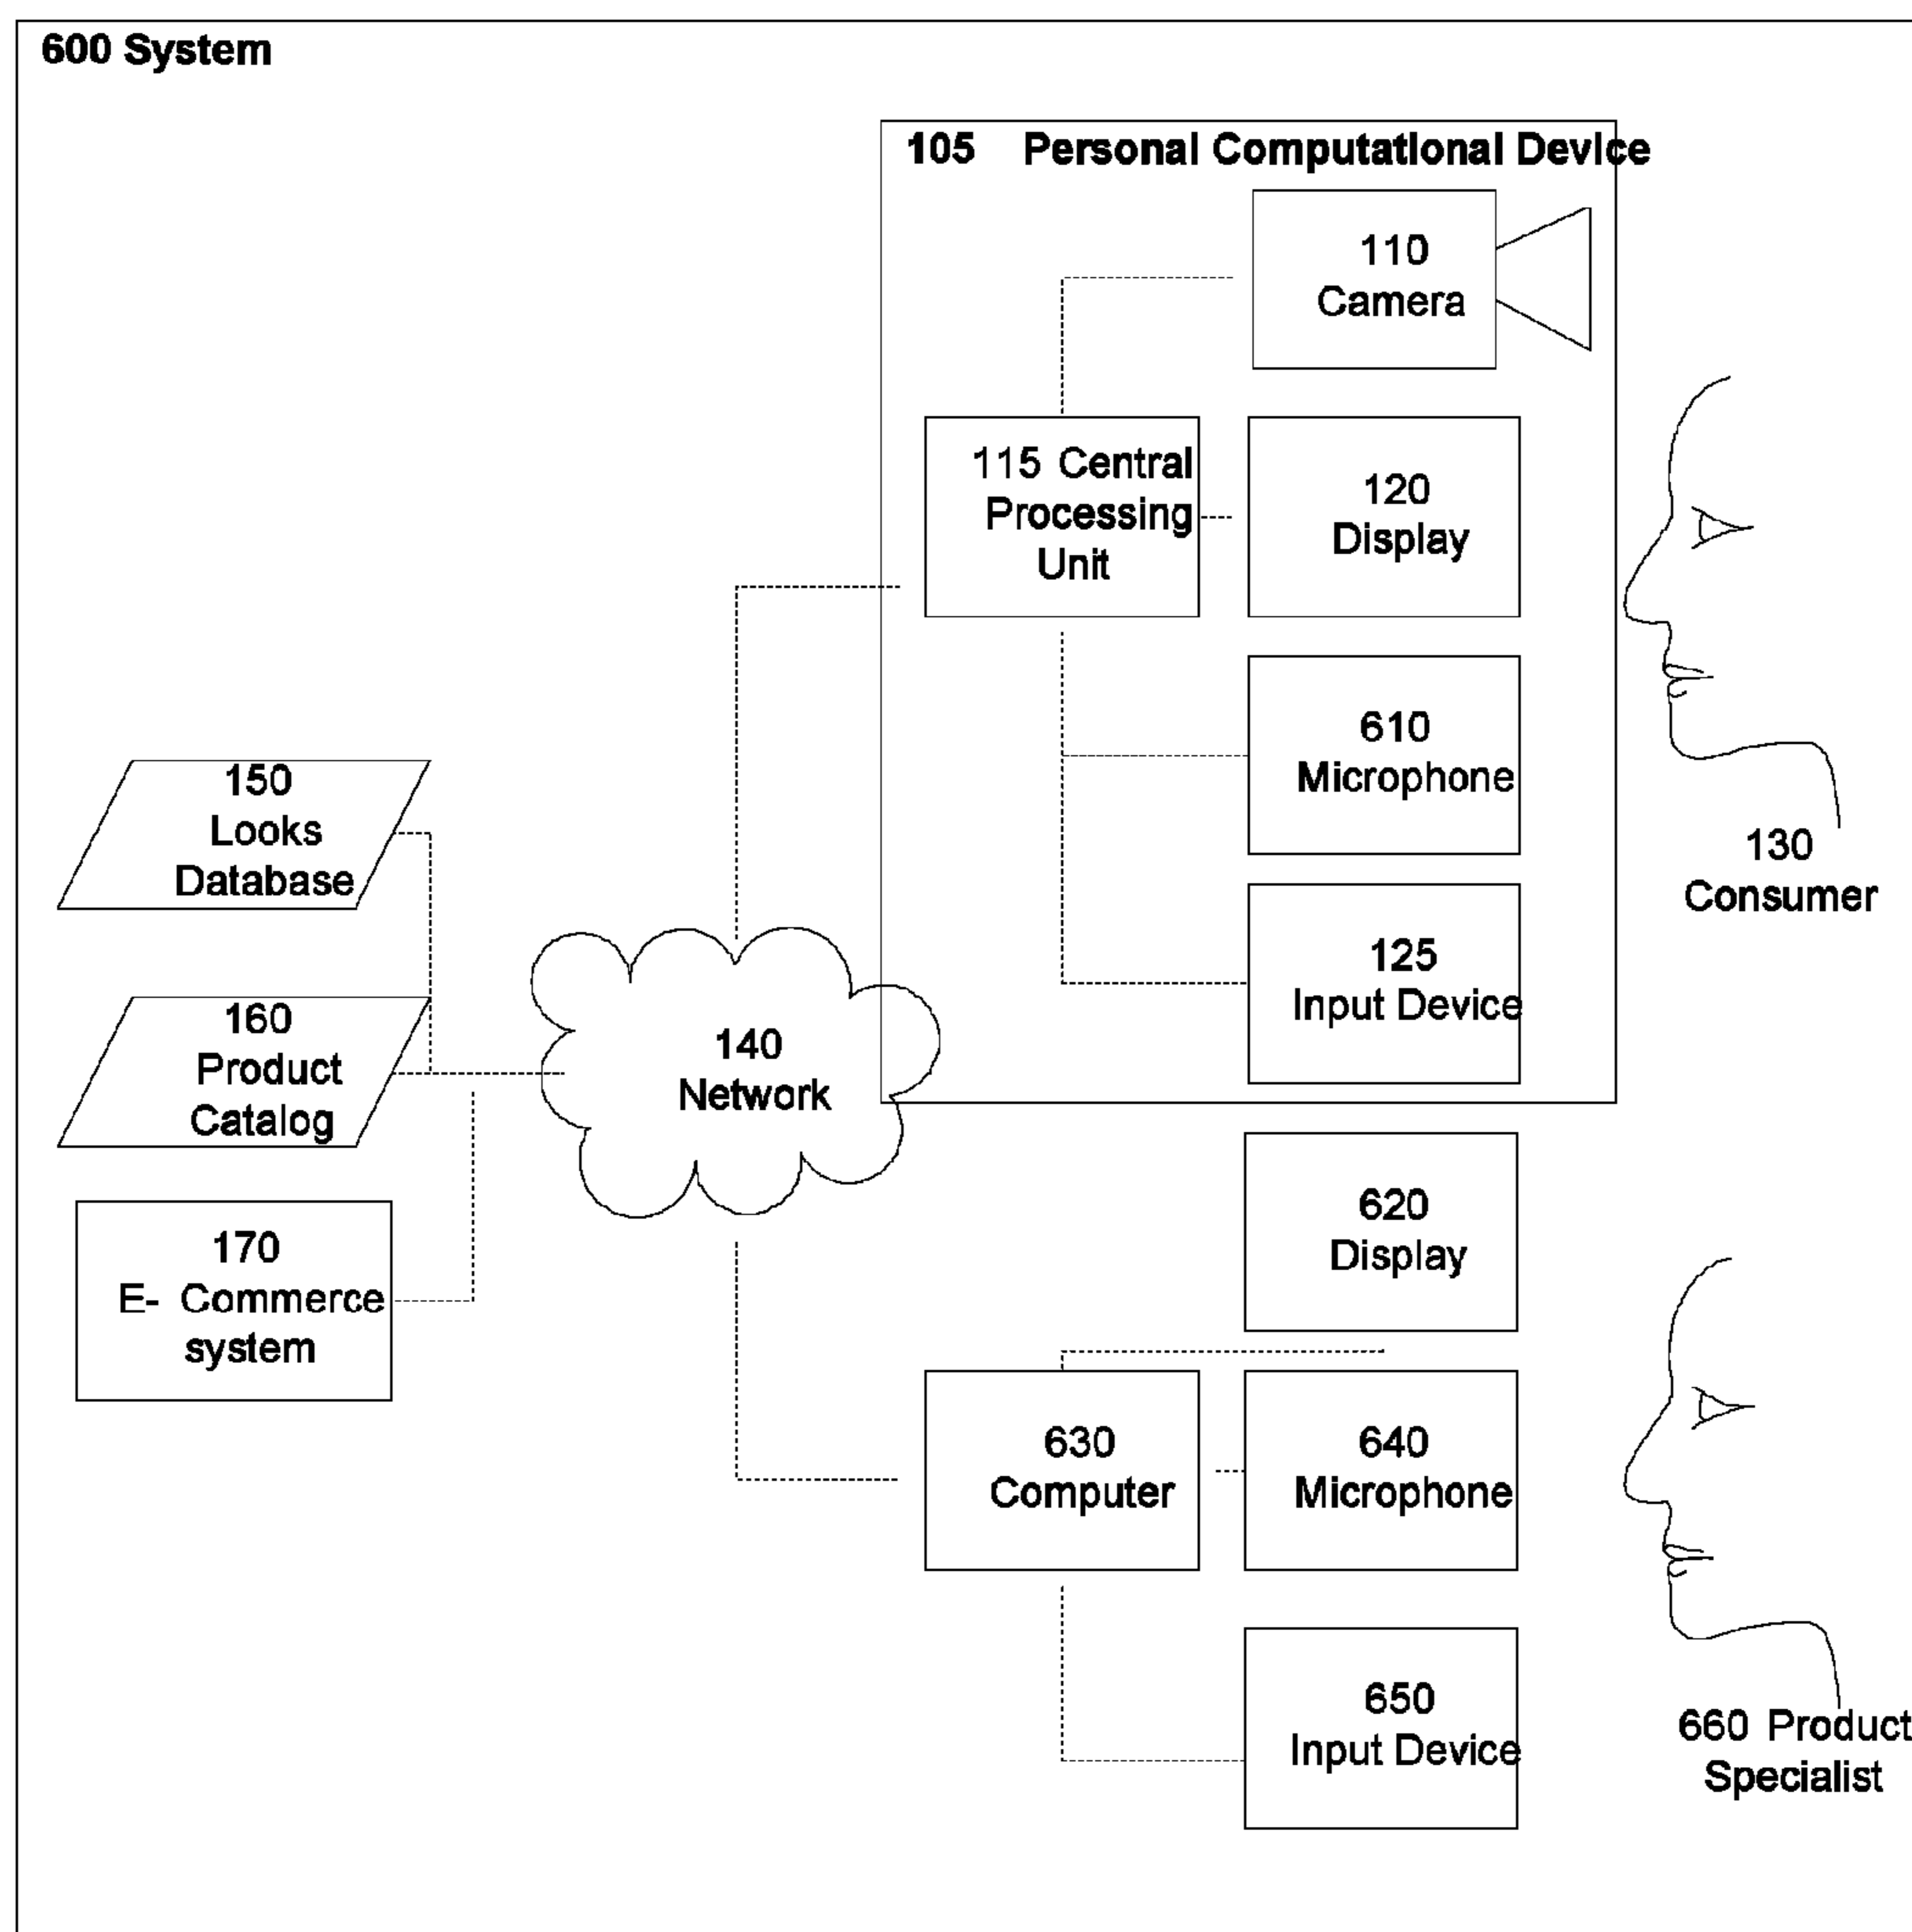 600 System
105 Personal Computational Device
110
Camera
115 Central
Processing
Unit
120
Display
610
Microphone
125
Input Device
130
Consumer
150
Looks
Database
160
Product
Catalog
170
E- Commerce
system
140
Network
620
Display
630
Computer
640
Microphone
650
Input Device
660 Product
Specialist